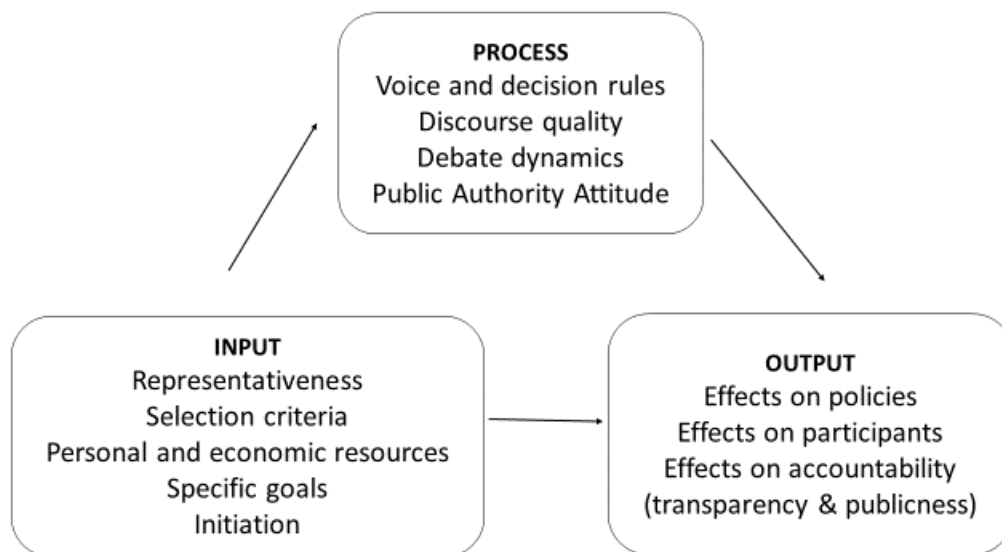 PROCESS
Voice and decision rules
Discourse quality
Debate dynamics
Public Authority Attitude
INPUT
Representativeness
Selection criteria
Personal and economic resources
Specific goals
Initiation
OUTPUT
Effects on policies
Effects on participants
Effects on accountability
(transparency & publicness)